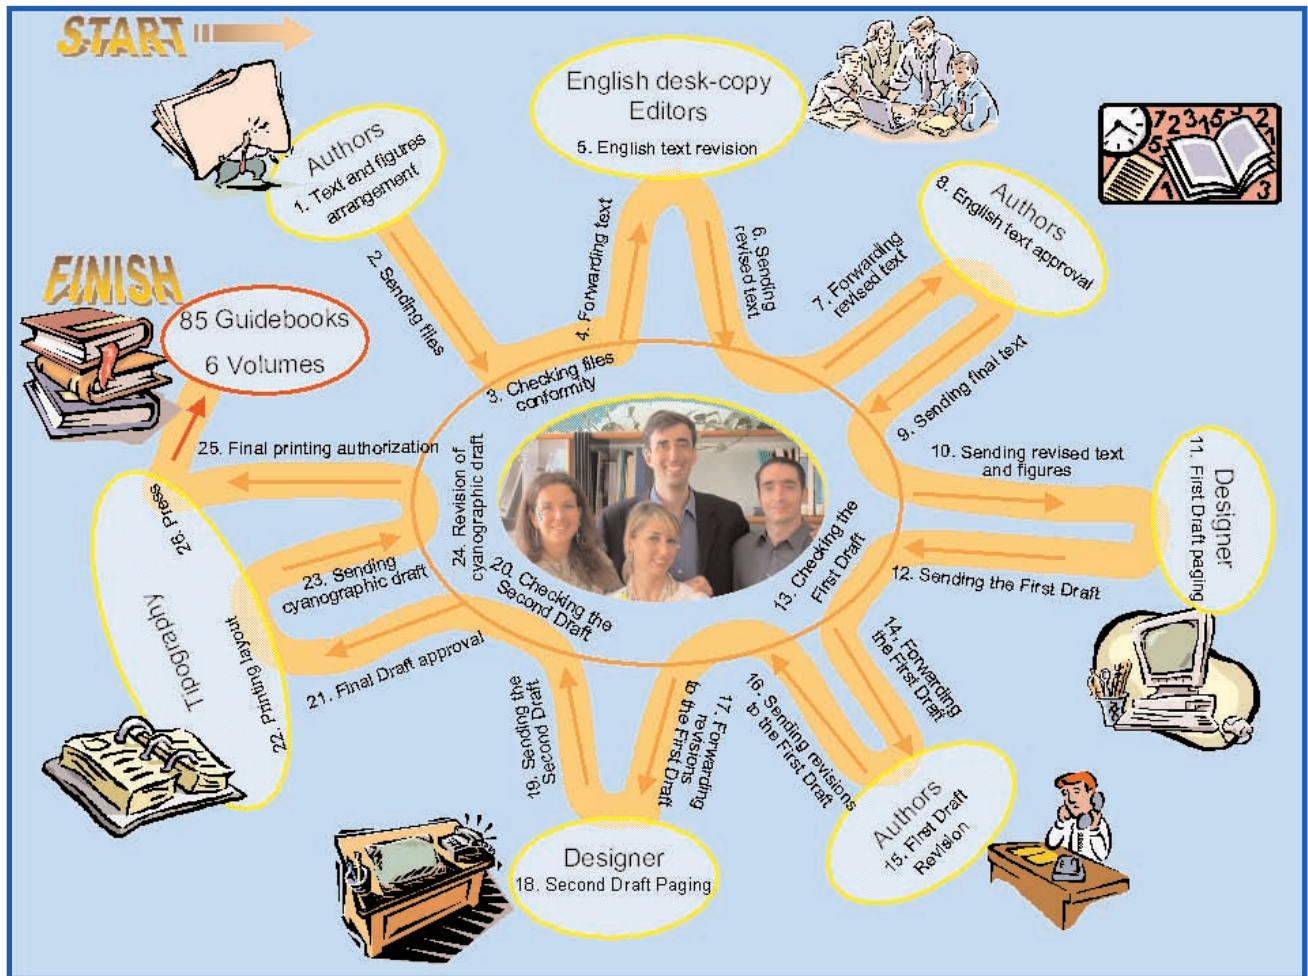 START
Authors
1. Text and figures
arrangement
2. Sending files
3. Checking files
conformity
4. Forwarding text
English desk-copy
Editors
5. English text revision
6. Sending
revised text
7. Forwarding
revised text
Authors
8. English text approval
9. Sending final text
10. Sending revised text
and figures
Designer
11. First Draft paging
12. Sending the First Draft
13. Checking the
First Draft
14. Forwarding
the First Draft
Authors
15. First Draft
Revision
16. Sending revisions
to the First Draft
17. Forwarding
revisions
to the First Draft
Designer
18. Second Draft Paging
19. Sending the
Second Draft
20. Checking the
Second Draft
21. Final Draft approval
Tipography
22. Printing layout
23. Sending
cyanographic draft
24. Revision of
cyanographic draft
25. Final printing authorization
26. Press
FINISH
85 Guidebooks
6 Volumes